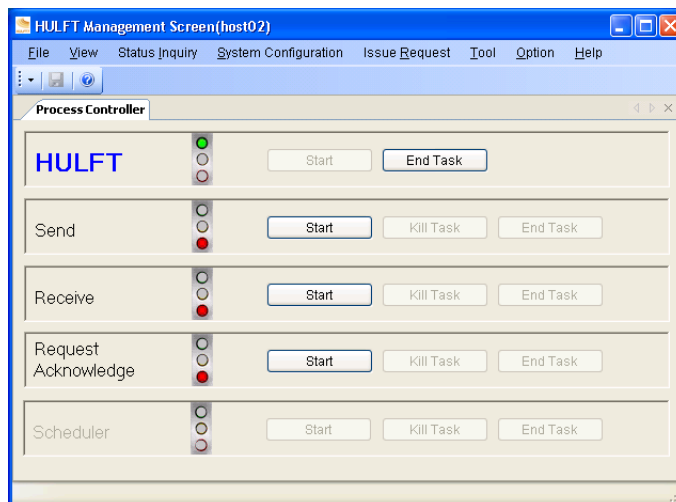 HULFT Management Screen(host02)
File View Status Inquiry System Configuration Issue Request Tool Option Help
Process Controller
HULFT Start End Task
Send Start Kill Task End Task
Receive Start Kill Task End Task
Request
Acknowledge Start Kill Task End Task
Scheduler Start Kill Task End Task